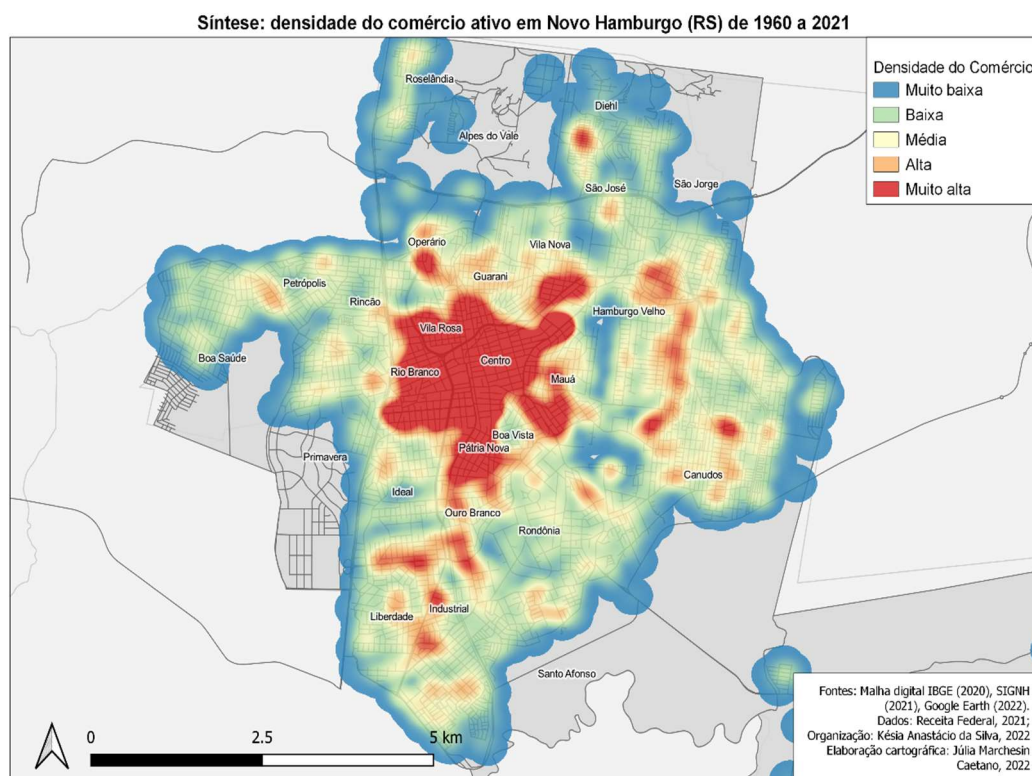 Síntese: densidade do comércio ativo em Novo Hamburgo (RS) de 1960 a 2021
Densidade do Comércio
Muito baixa
Baixa
Média
Alta
Muito alta
Roselândia
Diehl
Alpes do Vale
São José
São Jorge
Operário
Vila Nova
Guarani
Petrópolis
Rincão
Hamburgo Velho
Vila Rosa
Boa Saúde
Centro
Rio Branco
Mauá
Boa Vista
Pátria Nova
Primavera
Canudos
Ideal
Ouro Branco
Rondônia
Liberdade
Industrial
Santo Afonso
0
2.5
5 km
Fontes: Malha digital IBGE (2020), SIGNH
(2021), Google Earth (2022).
Dados: Receita Federal, 2021;
Organização: Késia Anastácio da Silva, 2022
Elaboração cartográfica: Júlia Marchesin
Caetano, 2022